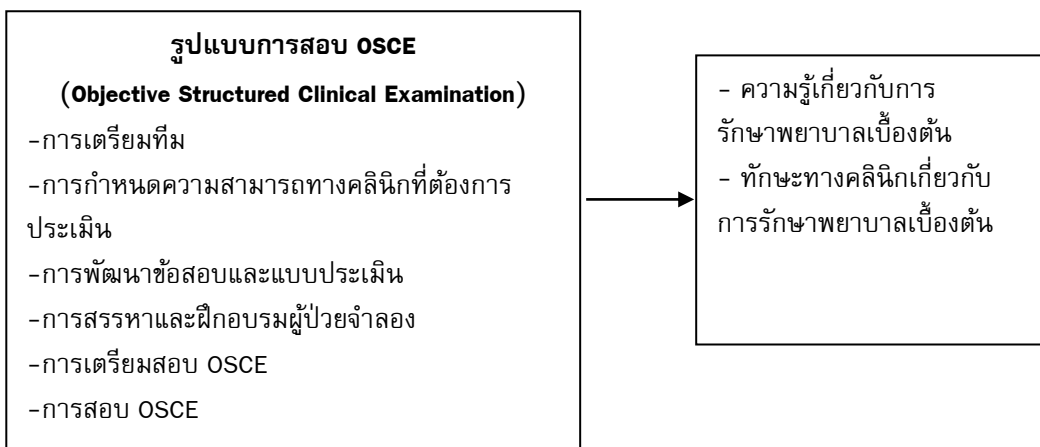 รูปแบบการสอบ OSCE
(Objective Structured Clinical Examination)
-การเตรียมทีม
-การกำหนดความสามารถทางคลินิกที่ต้องการ
ประเมิน
-การพัฒนาข้อสอบและแบบประเมิน
-การสรรหาและฝึกอบรมผู้ป่วยจำลอง
-การเตรียมสอบ OSCE
-การสอบ OSCE
- ความรู้เกี่ยวกับการ
รักษาพยาบาลเบื้องต้น
- ทักษะทางคลินิกเกี่ยวกับ
การรักษาพยาบาลเบื้องต้น